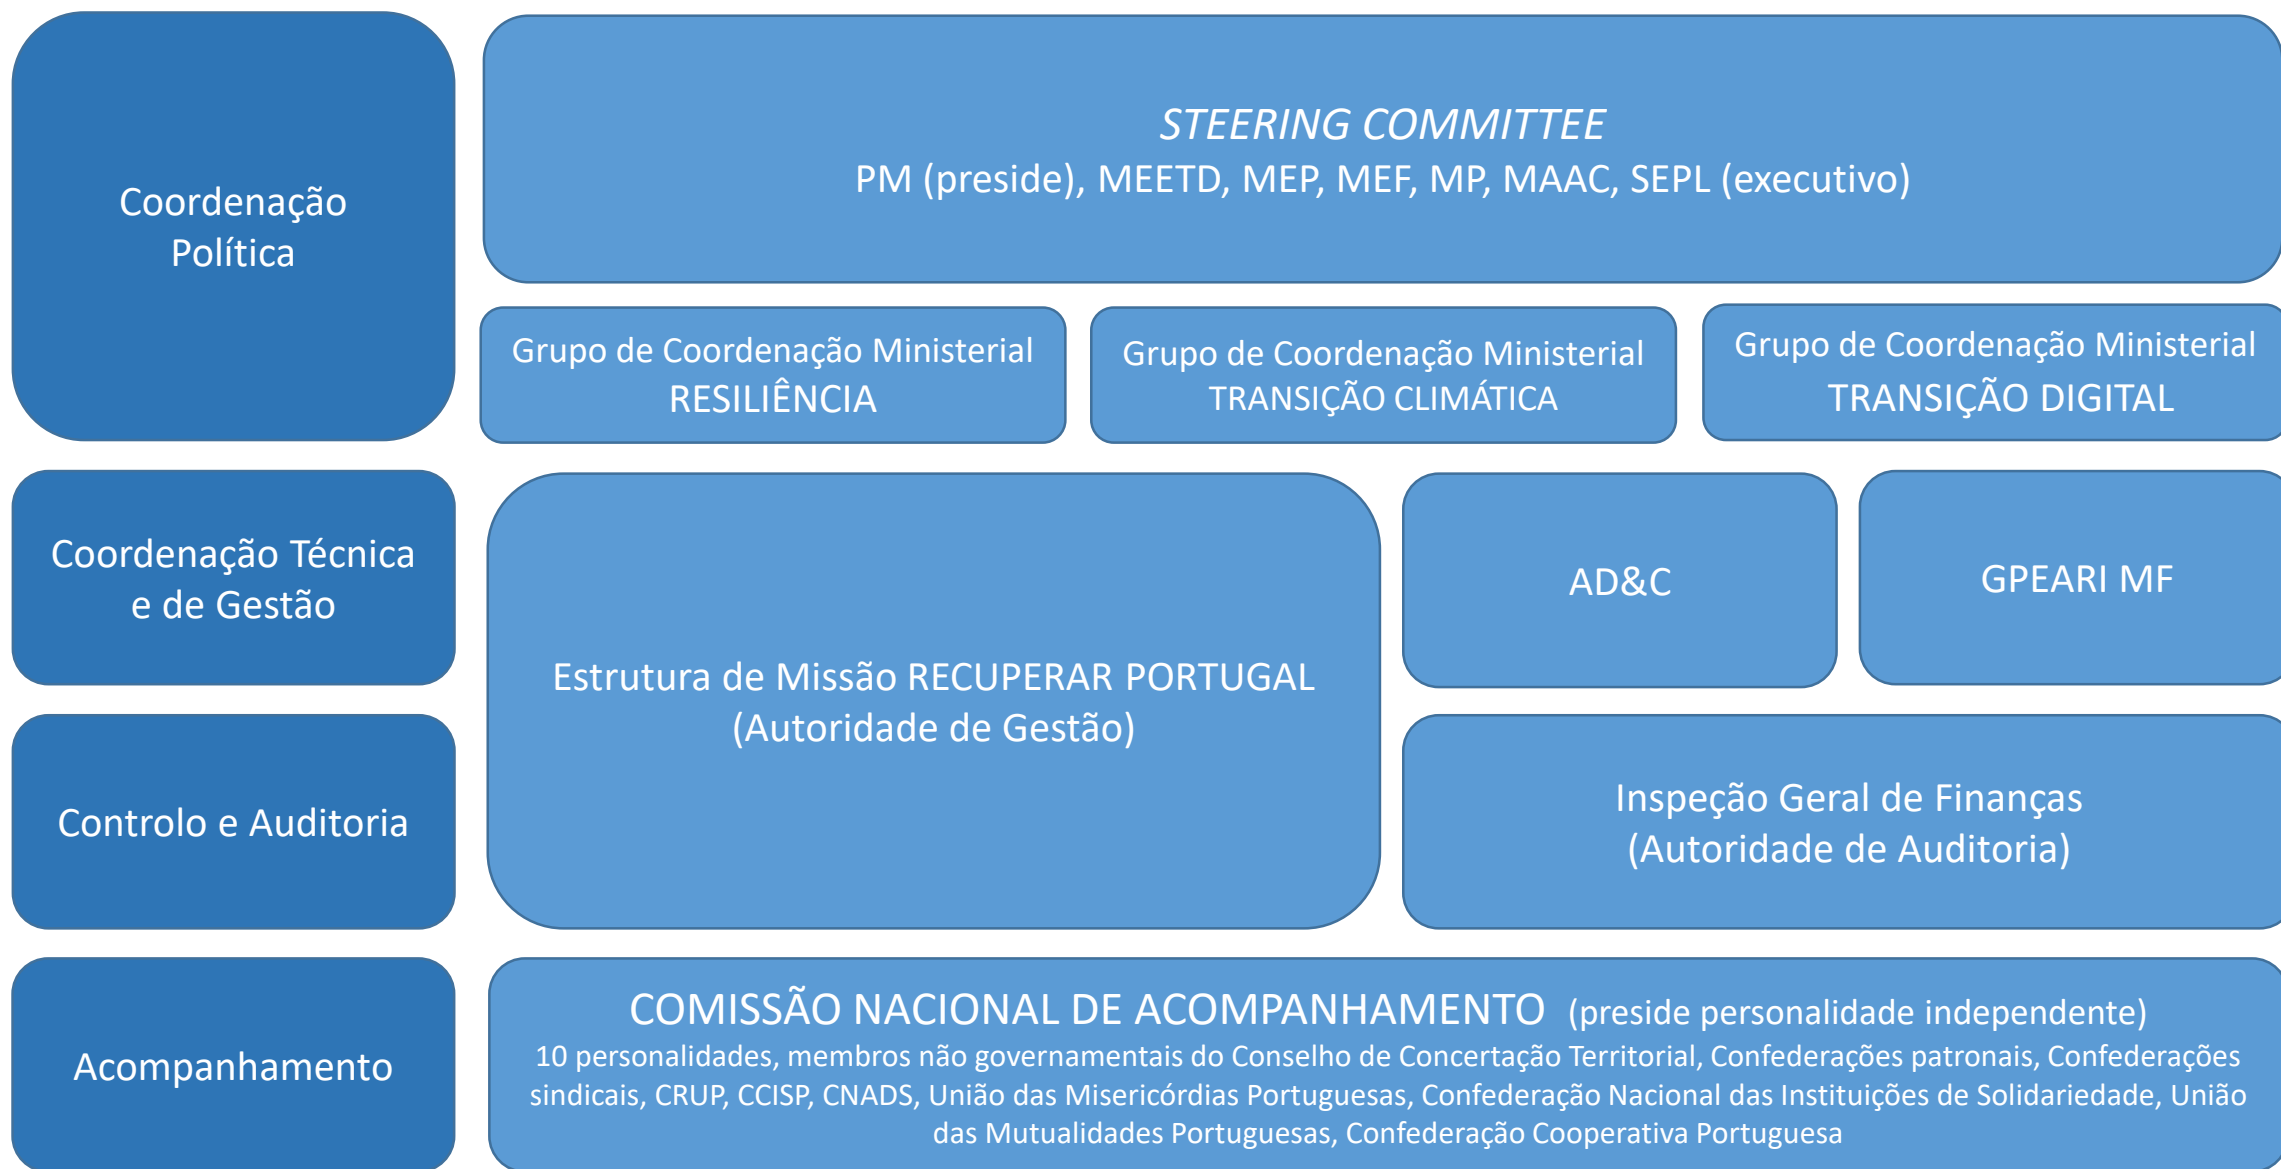 Coordenação
Política
STEERING COMMITTEE
PM (preside), MEETD, MEP, MEF, MP, MAAC, SEPL (executivo)
Grupo de Coordenação Ministerial
RESILIÊNCIA
Grupo de Coordenação Ministerial
TRANSIÇÃO CLIMÁTICA
Grupo de Coordenação Ministerial
TRANSIÇÃO DIGITAL
Coordenação Técnica
e de Gestão
Estrutura de Missão RECUPERAR PORTUGAL
(Autoridade de Gestão)
AD&C
GPEARI MF
Controlo e Auditoria
Inspeção Geral de Finanças
(Autoridade de Auditoria)
Acompanhamento
COMISSÃO NACIONAL DE ACOMPANHAMENTO (preside personalidade independente)
10 personalidades, membros não governamentais do Conselho de Concertação Territorial, Confederações patronais, Confederações
sindicais, CRUP, CCISP, CNADS, União das Misericórdias Portuguesas, Confederação Nacional das Instituições de Solidariedade, União
das Mutualidades Portuguesas, Confederação Cooperativa Portuguesa